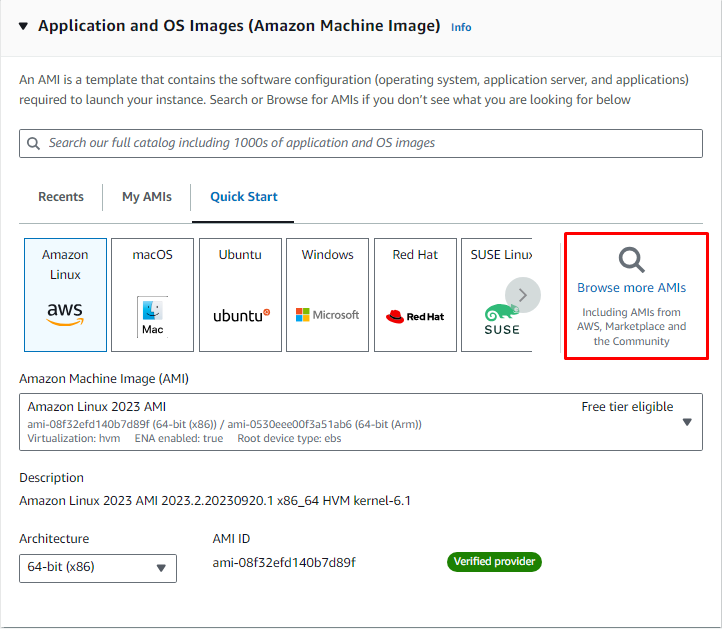 Application and OS Images (Amazon Machine Image) Info
An AMI is a template that contains the software configuration (operating system, application server, and applications)
required to launch your instance. Search or Browse for AMIs if you don't see what you are looking for below
Search our full catalog including 1000s of application and OS images
Recents
My AMIs
Quick Start
Amazon
Linux
aws
macOS
Mac
Ubuntu
ubuntu
Windows
Microsoft
Red Hat
Red Hat
SUSE Linux
SUSE
Browse more AMIs
Including AMIs from
AWS, Marketplace and
the Community
Amazon Machine Image (AMI)
Amazon Linux 2023 AMI
Free tier eligible
ami-08f32efd140b7d89f (64-bit (x86)) / ami-0530eee00f3a51ab6 (64-bit (Arm))
Virtualization: hvm ENA enabled: true Root device type: ebs
Description
Amazon Linux 2023 AMI 2023.2.20230920.1 x86_64 HVM kernel-6.1
Architecture
AMI ID
64-bit (x86)
ami-08f32efd140b7d89f
Verified provider